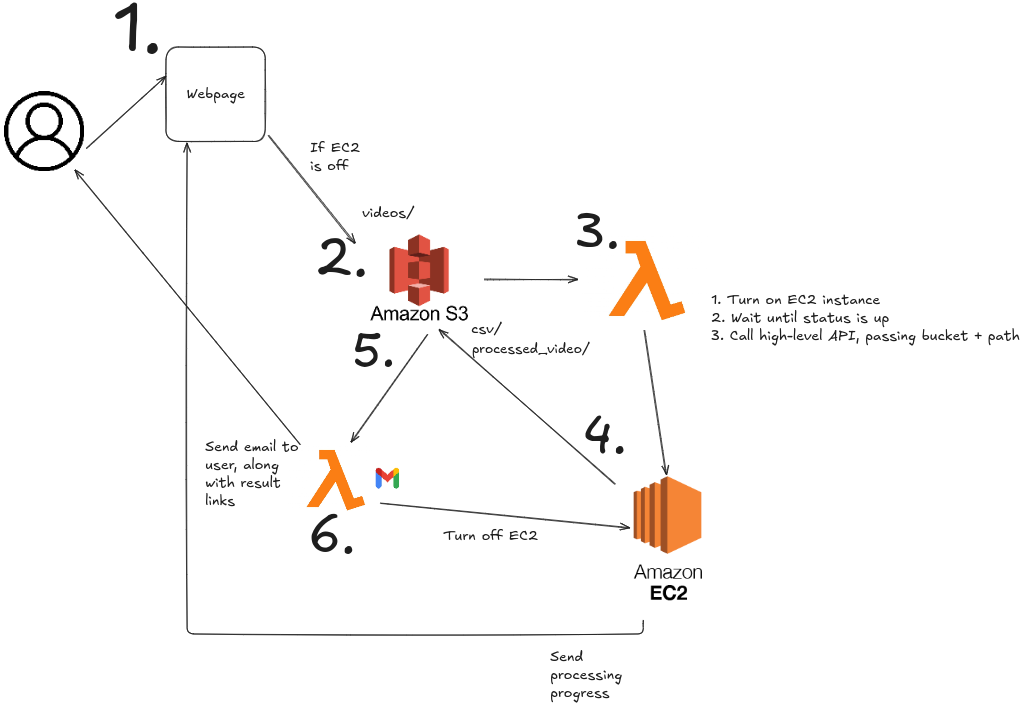 1.
Webpage
If EC2
is off
videos/
2.
Amazon S3
3.
1. Turn on EC2 instance
2. Wait until status is up
3. Call high-level API, passing bucket + path
csv/
processed_video/
5.
4.
Send email to
user, along
with result
links
6.
Turn off EC2
Amazon
EC2
Send
processing
progress